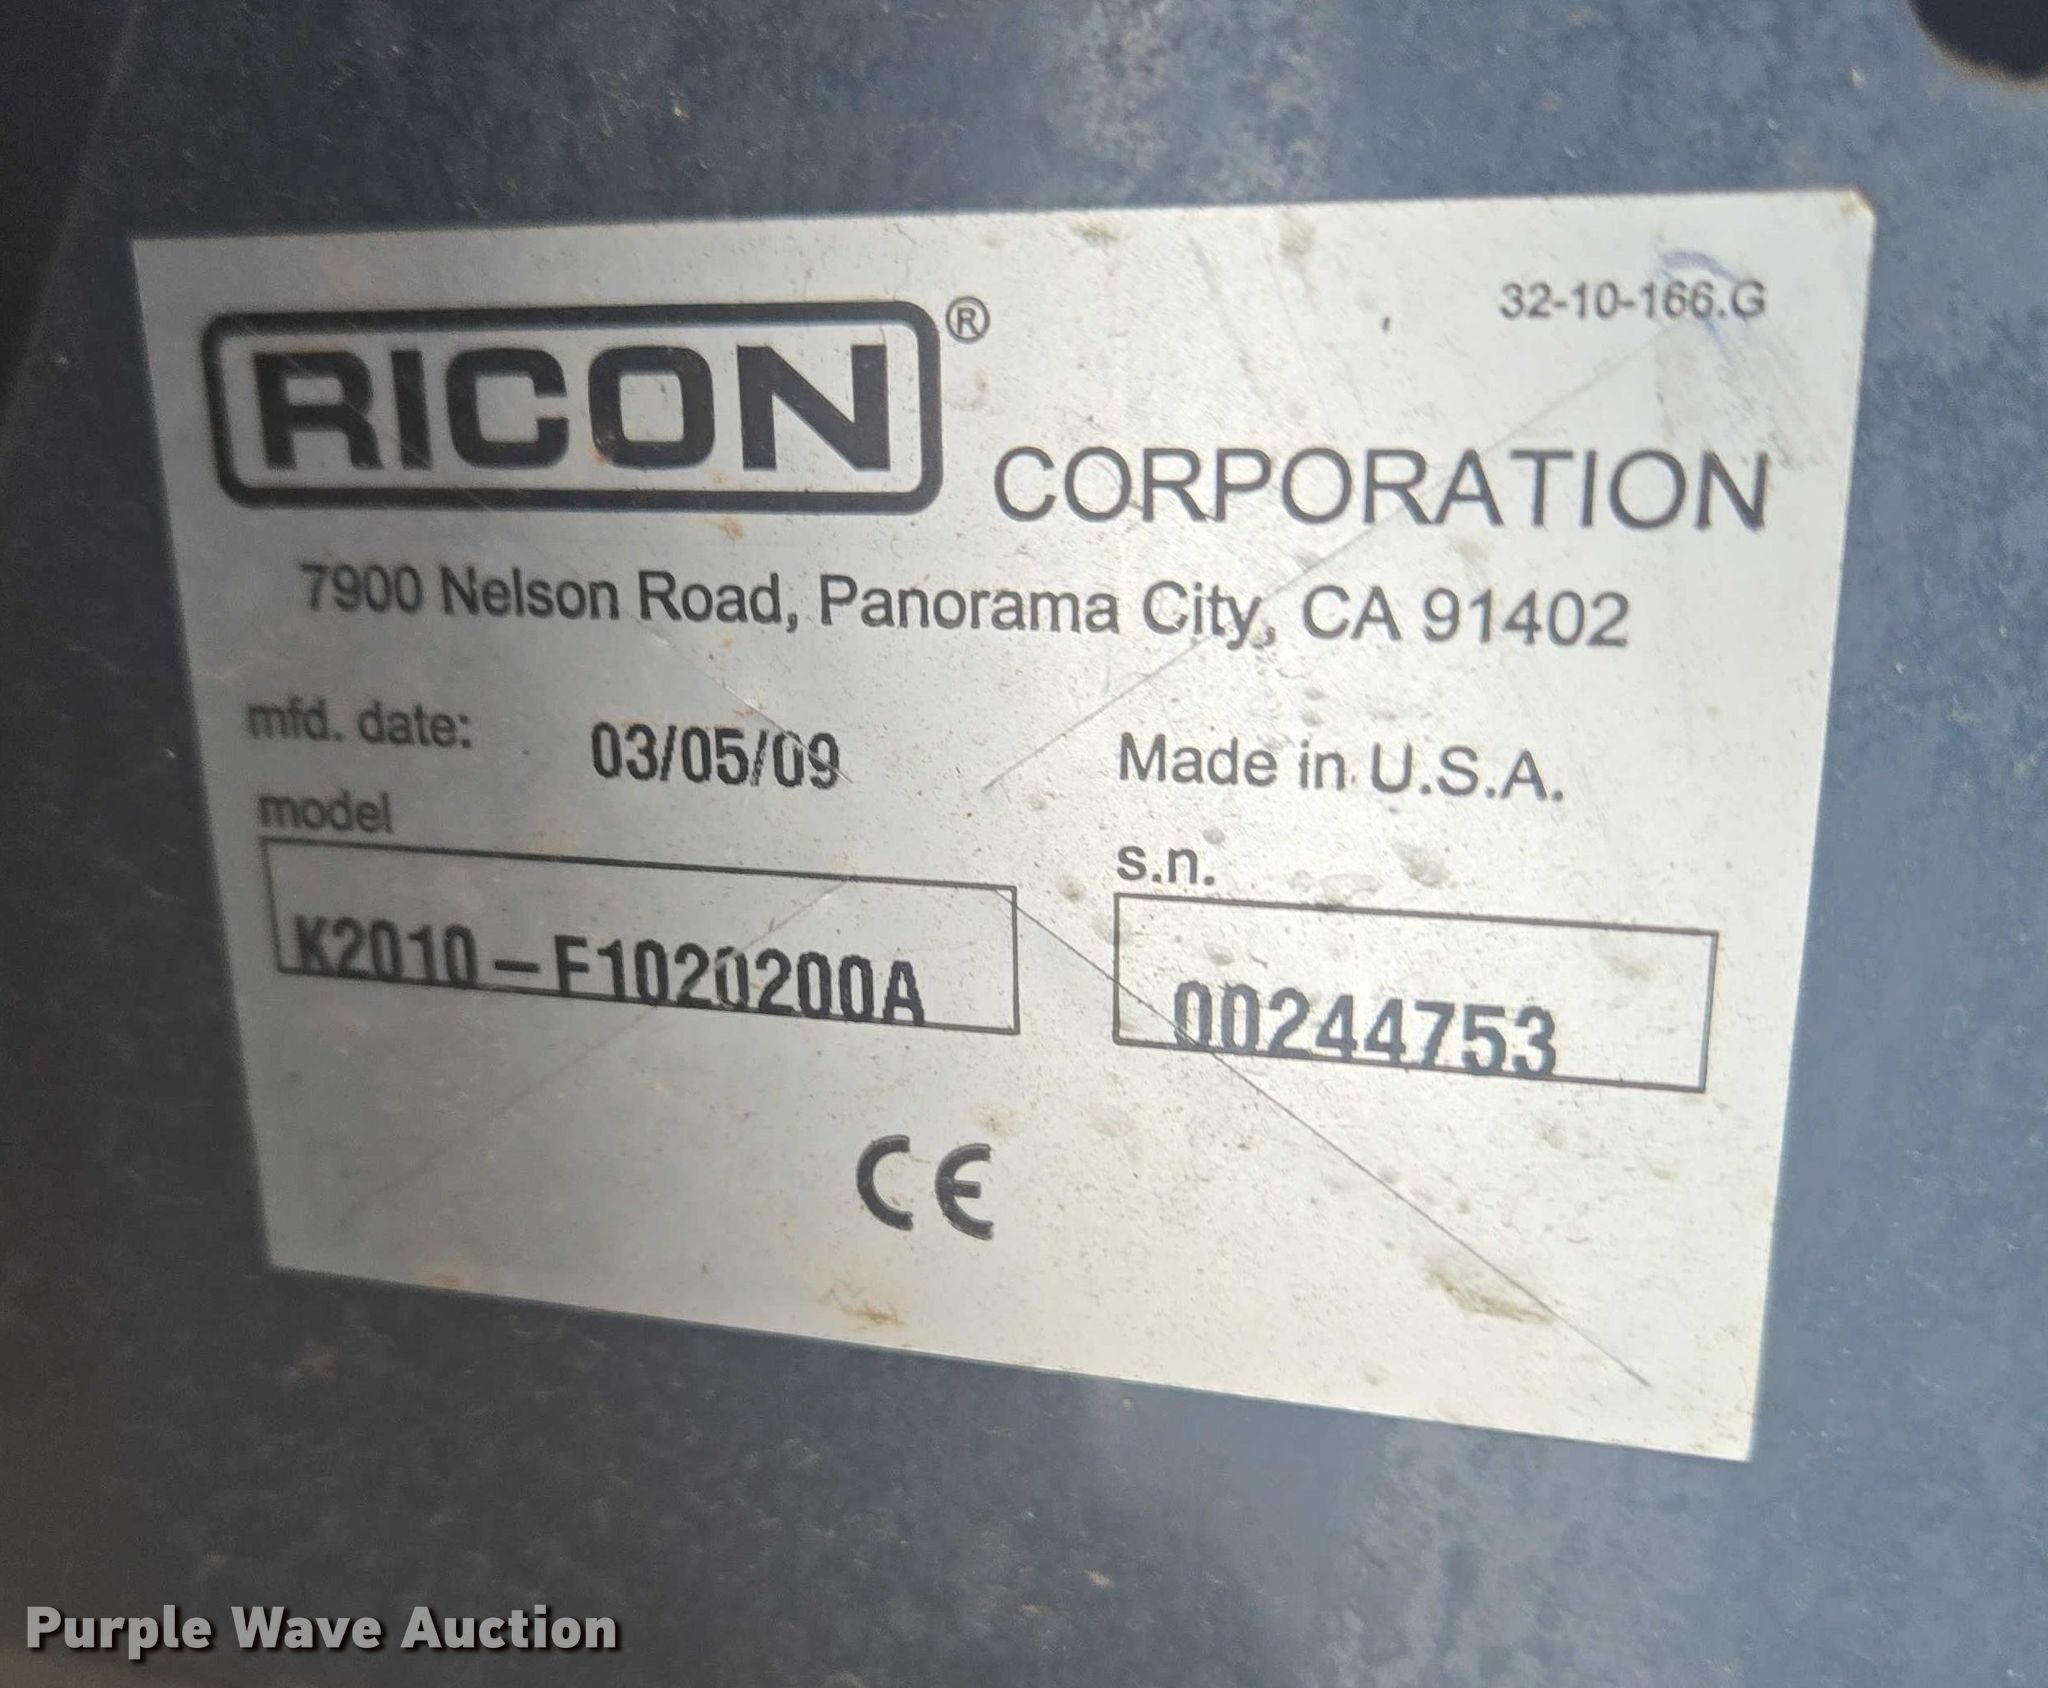 32-10-166.G
RICON® CORPORATION
7900 Nelson Road, Panorama City, CA 91402
mfd. date: 03/05/09 Made in U.S.A.
model s.n.
K2010-F1020200A 00244753
CE
Purple Wave Auction